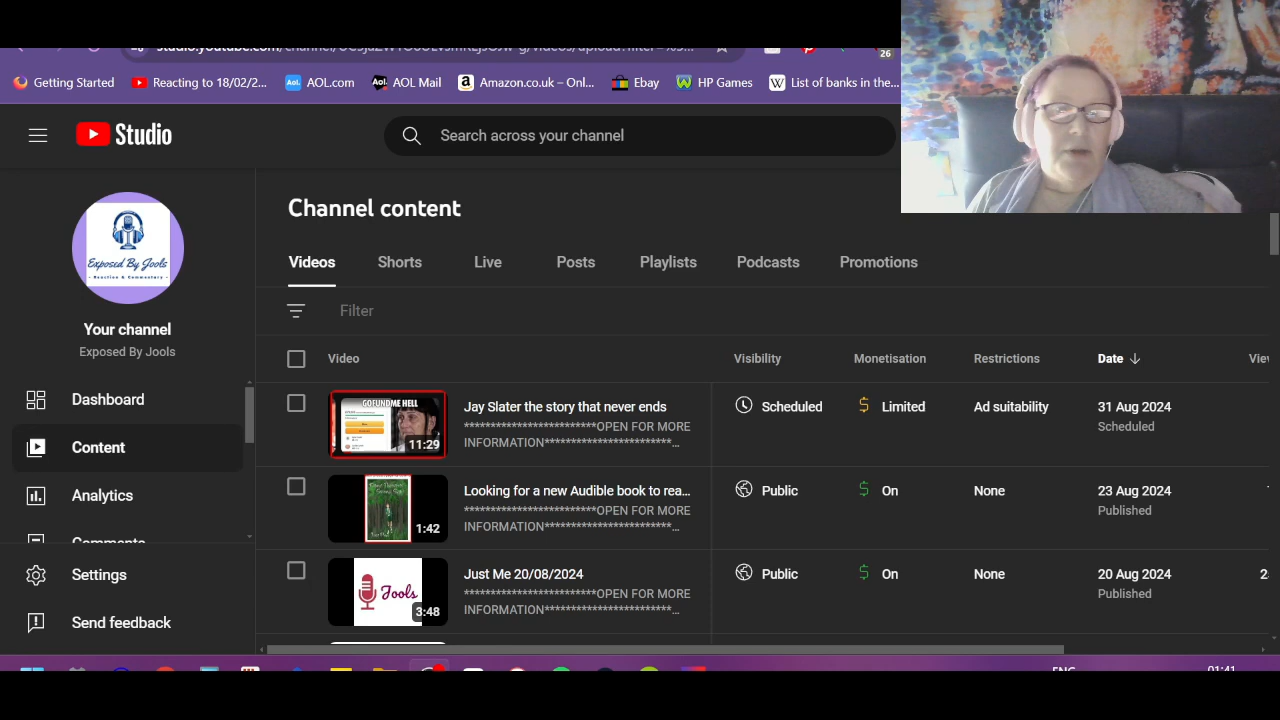 26
Getting Started
Reacting to 18/02/2...
AOL.com
AOL Mail
Amazon.co.uk – Onl...
Ebay
HP Games
List of banks in the...
Studio
Search across your channel
Exposed By Jools
Reaction & Commentary
Your channel
Exposed By Jools
Dashboard
Content
Analytics
Settings
Send feedback
Channel content
Videos
Shorts
Live
Posts
Playlists
Podcasts
Promotions
Filter
Video
Visibility
Monetisation
Restrictions
Date
GOFUNDME HELL
11:29
Jay Slater the story that never ends
*************************OPEN FOR MORE
INFORMATION*************************...
Scheduled
Limited
Ad suitability
31 Aug 2024
Scheduled
1:42
Looking for a new Audible book to rea...
*************************OPEN FOR MORE
INFORMATION*************************...
Public
On
None
23 Aug 2024
Published
Jools
3:48
Just Me 20/08/2024
*************************OPEN FOR MORE
INFORMATION*************************...
Public
On
None
20 Aug 2024
Published